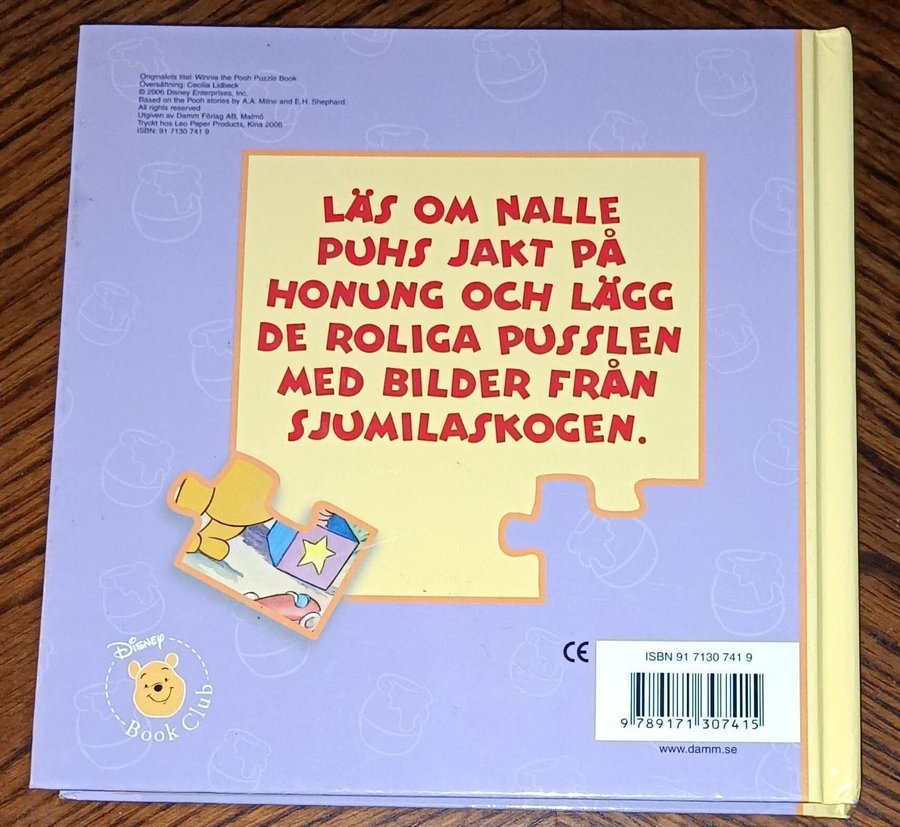 Originalets titel: Winnie the Pooh Puzzle Book
Översättning: Cecilia Lidbeck
© 2006 Disney Enterprises, Inc.
Based on the Pooh stories by A.A. Milne and E.H. Shephard.
All rights reserved
Utgiven av Damm Förlag AB, Malmö
Tryckt hos Leo Paper Products, Kina 2006
ISBN: 91 7130 741 9
LÄS OM NALLE
PUHS JAKT PÅ
HONUNG OCH LÄGG
DE ROLIGA PUSSLEN
MED BILDER FRÅN
SJUMILASKOGEN.
Disney
Book Club
CE
ISBN 91 7130 741 9
9 789171 307415
www.damm.se